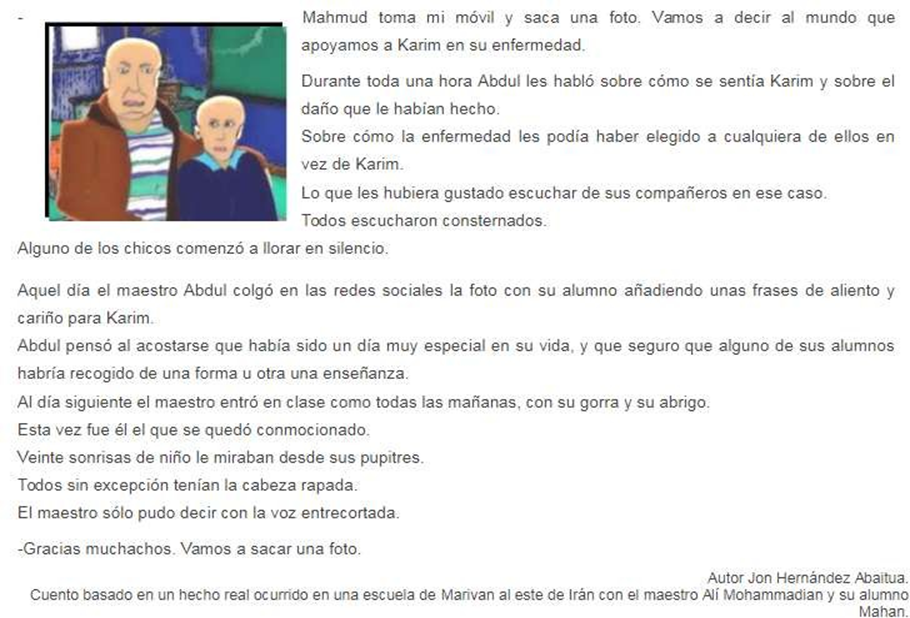 - Mahmud toma mi móvil y saca una foto. Vamos a decir al mundo que
apoyamos a Karim en su enfermedad.
Durante toda una hora Abdul les habló sobre cómo se sentía Karim y sobre el
daño que le habían hecho.
Sobre cómo la enfermedad les podía haber elegido a cualquiera de ellos en
vez de Karim.
Lo que les hubiera gustado escuchar de sus compañeros en ese caso.
Todos escucharon consternados.
Alguno de los chicos comenzó a llorar en silencio.
Aquel día el maestro Abdul colgó en las redes sociales la foto con su alumno añadiendo unas frases de aliento y
cariño para Karim.
Abdul pensó al acostarse que había sido un día muy especial en su vida, y que seguro que alguno de sus alumnos
habría recogido de una forma u otra una enseñanza.
Al día siguiente el maestro entró en clase como todas las mañanas, con su gorra y su abrigo.
Esta vez fue él el que se quedó conmocionado.
Veinte sonrisas de niño le miraban desde sus pupitres.
Todos sin excepción tenían la cabeza rapada.
El maestro sólo pudo decir con la voz entrecortada.
-Gracias muchachos. Vamos a sacar una foto.
Autor Jon Hernández Abaitua.
Cuento basado en un hecho real ocurrido en una escuela de Marivan al este de Irán con el maestro Alí Mohammadian y su alumno
Mahan.